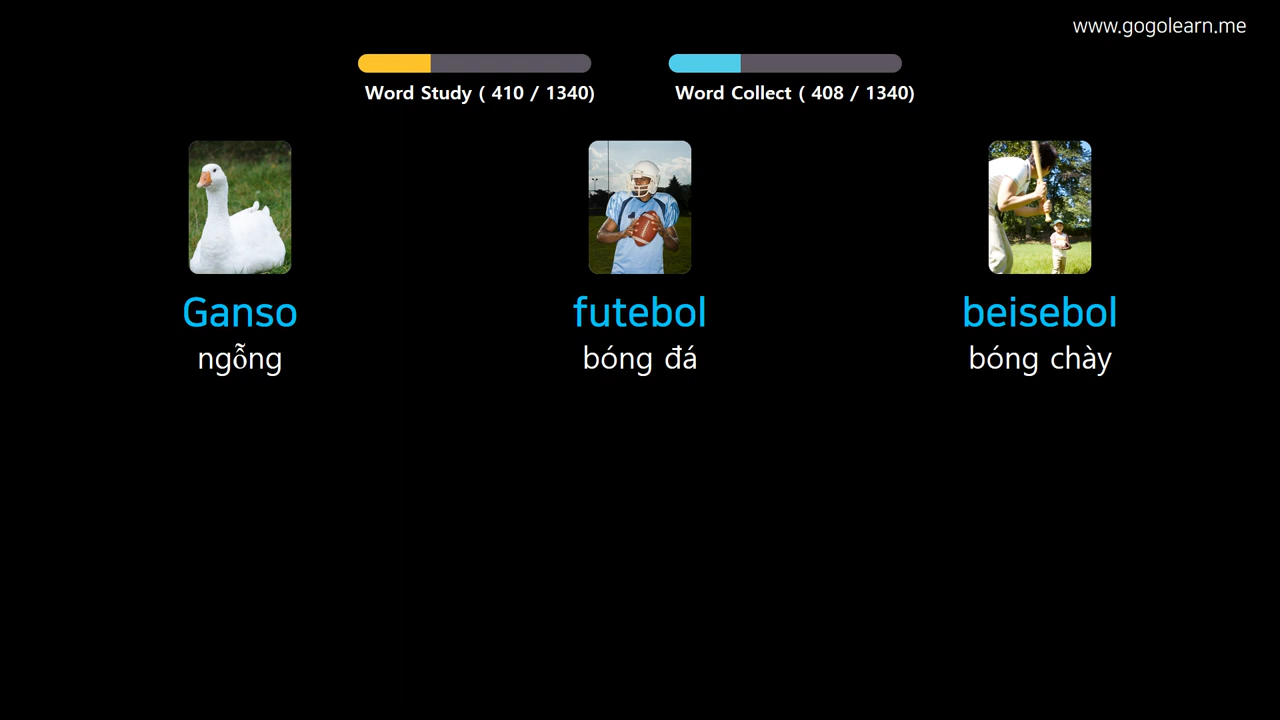 www.gogolearn.me
Word Study ( 410 / 1340)
Word Collect ( 408 / 1340)
Ganso
futebol
beisebol
ngỗng
bóng đá
bóng chày